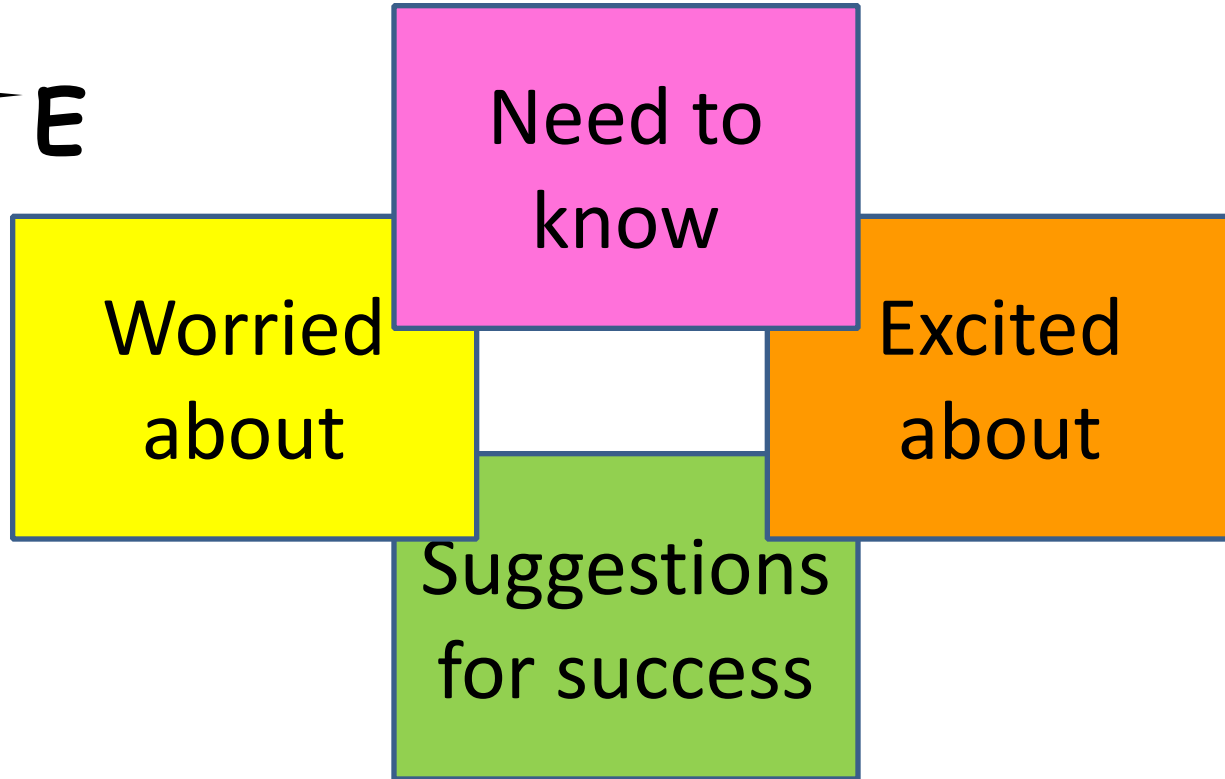 E
Need to
know
Worried
about
Excited
about
Suggestions
for success